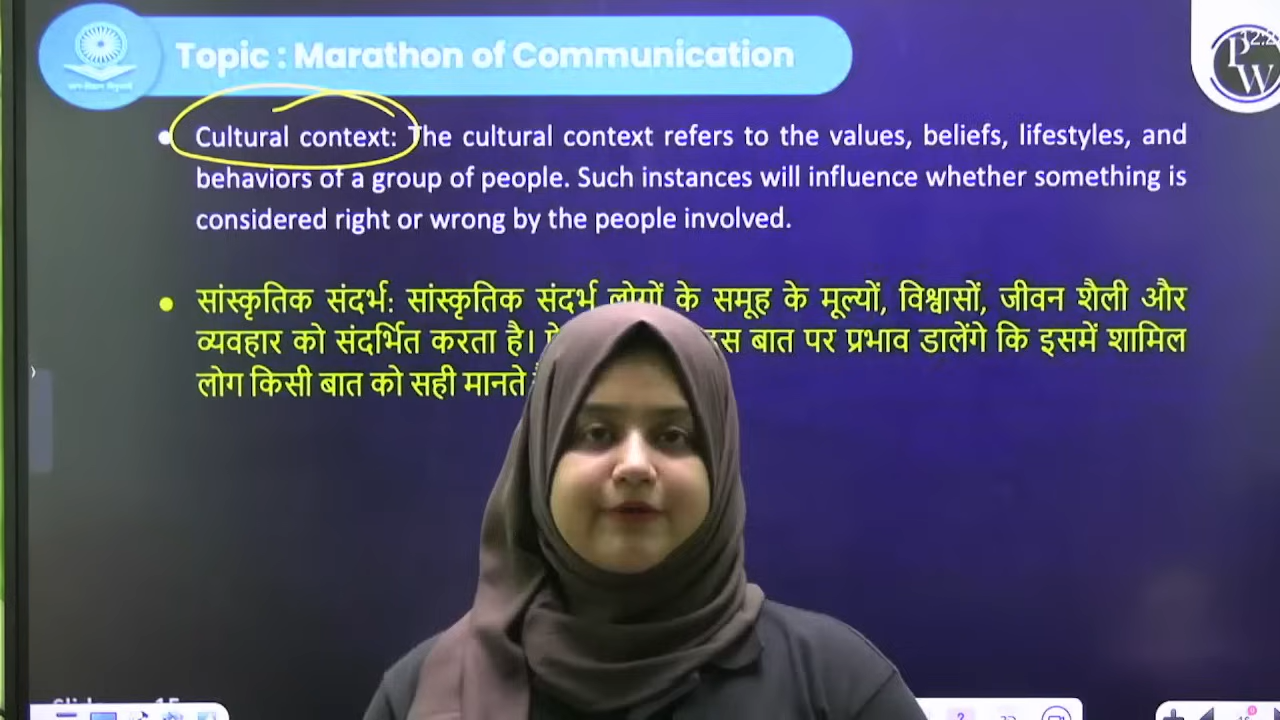 Topic : Marathon of Communication
PW
Cultural context: The cultural context refers to the values, beliefs, lifestyles, and
behaviors of a group of people. Such instances will influence whether something is
considered right or wrong by the people involved.
सांस्कृतिक संदर्भ: सांस्कृतिक संदर्भ लोगों के समूह के मूल्यों, विश्वासों, जीवन शैली और
व्यवहार को संदर्भित करता है। बात पर प्रभाव डालेंगे कि इसमें शामिल
लोग किसी बात को सही मानते